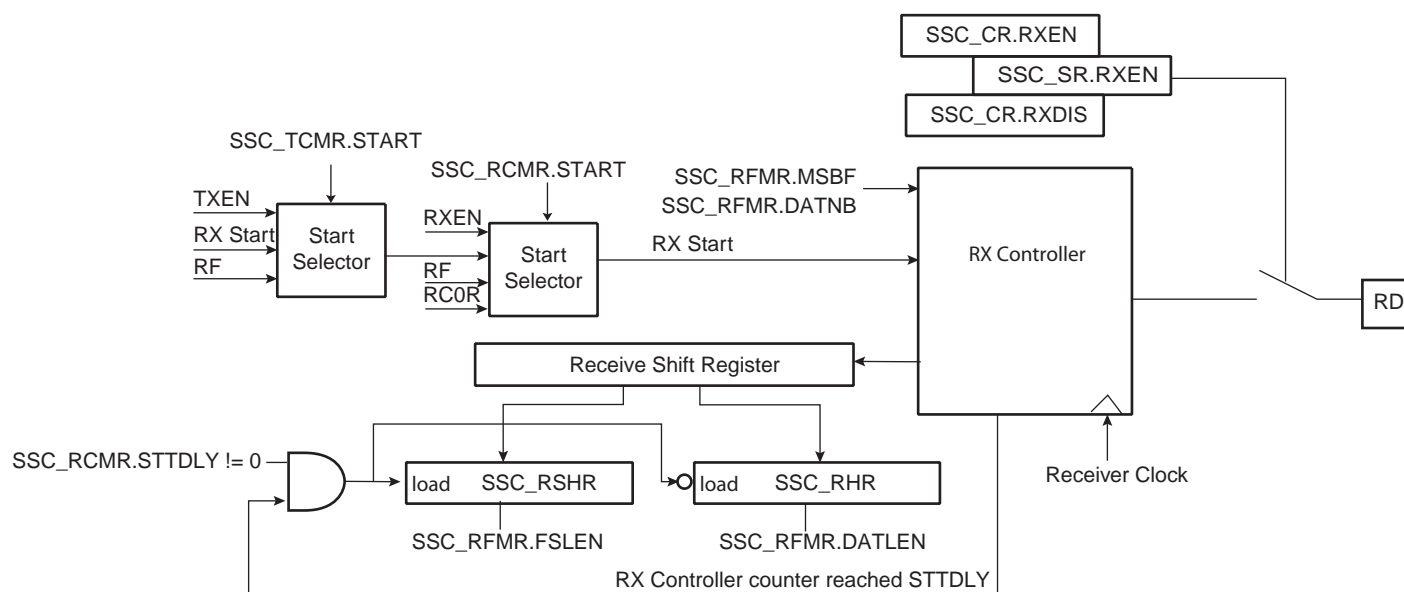 SSC_CR.RXEN
SSC_SR.RXEN
SSC_CR.RXDIS
SSC_TCMR.START
SSC_RCMR.START
SSC_RFMR.MSBF
SSC_RFMR.DATNB
TXEN
RX Start
RF
Start
Selector
RXEN
RF
RC0R
Start
Selector
RX Start
RX Controller
RD
Receive Shift Register
SSC_RCMR.STTDLY != 0
load SSC_RSHR
load SSC_RHR
Receiver Clock
SSC_RFMR.FSLEN
SSC_RFMR.DATLEN
RX Controller counter reached STTDLY